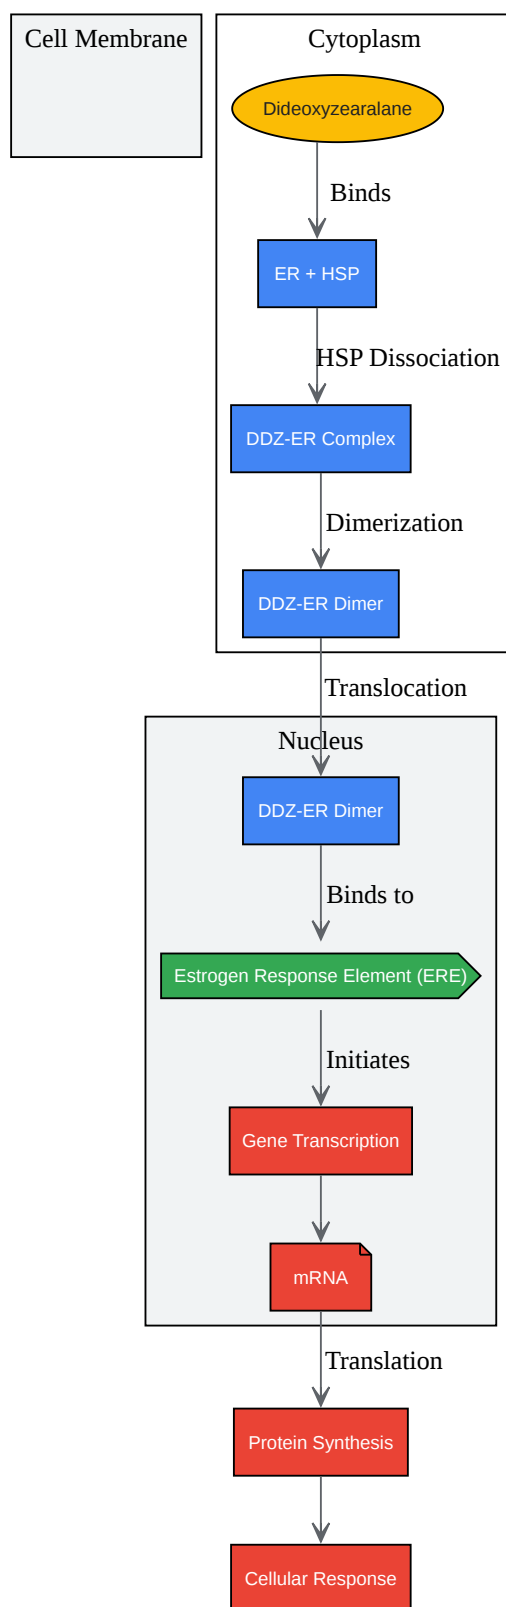 Cell Membrane
Cytoplasm
Dideoxyzearalane
Binds
ER + HSP
HSP Dissociation
DDZ-ER Complex
Dimerization
DDZ-ER Dimer
Translocation
Nucleus
DDZ-ER Dimer
Binds to
Estrogen Response Element (ERE)
Initiates
Gene Transcription
mRNA
Translation
Protein Synthesis
Cellular Response